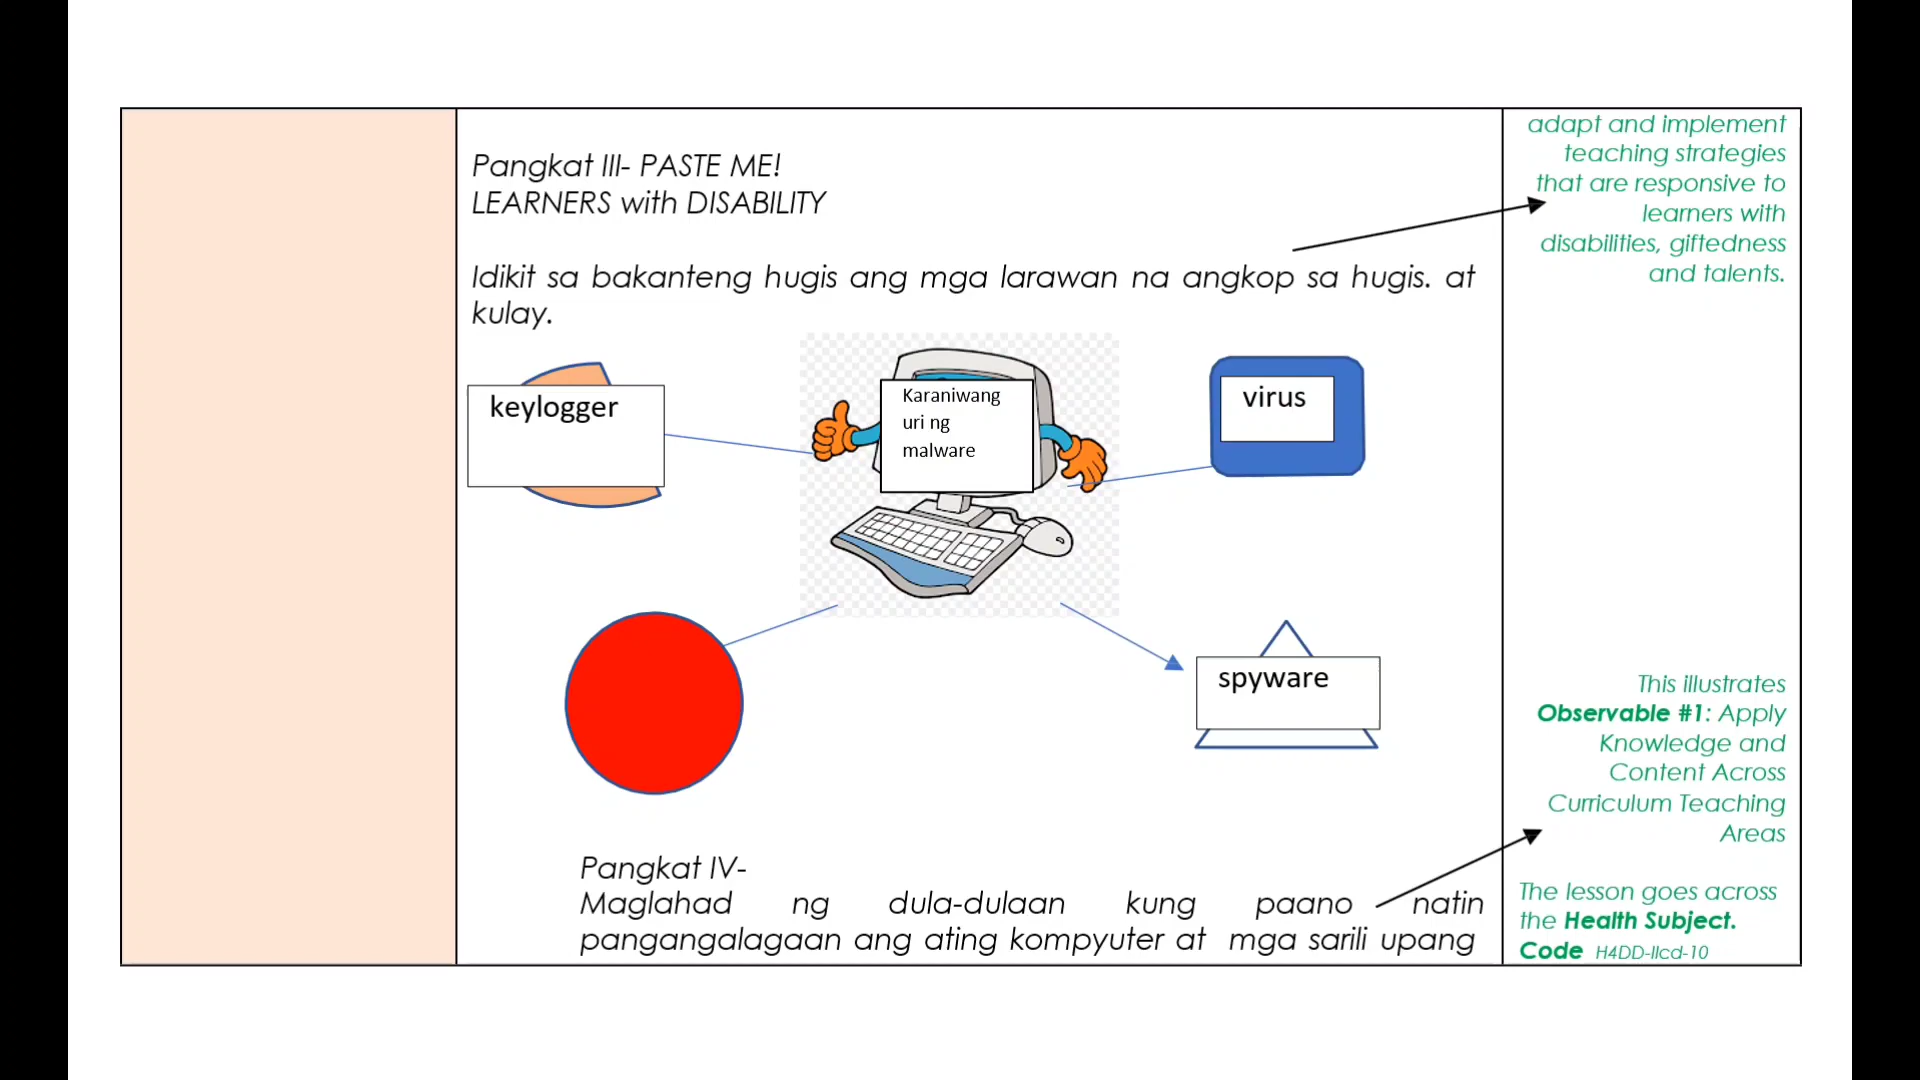 Pangkat III- PASTE ME!
LEARNERS with DISABILITY
Idikit sa bakanteng hugis ang mga larawan na angkop sa hugis. at
kulay.
keylogger
Karaniwang
uri ng
malware
virus
spyware
Pangkat IV-
Maglahad ng dula-dulaan kung paano natin
pangangalagaan ang ating kompyuter at mga sarili upang
adapt and implement
teaching strategies
that are responsive to
learners with
disabilities, giftedness
and talents.
This illustrates
Observable #1: Apply
Knowledge and
Content Across
Curriculum Teaching
Areas
The lesson goes across
the Health Subject.
Code H4DD-IIcd-10